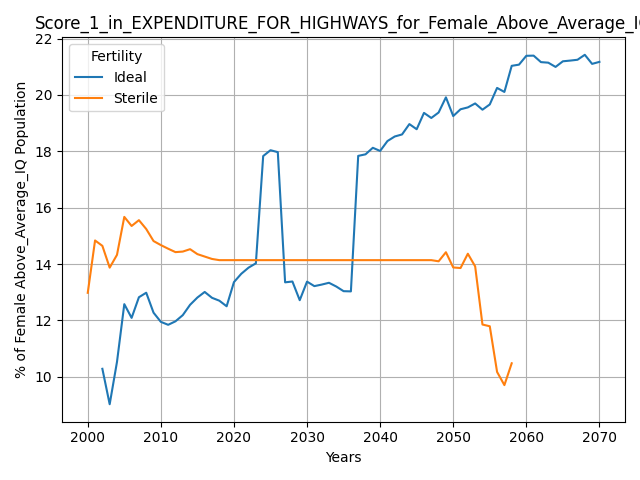 Score_1_in_EXPENDITURE_FOR_HIGHWAYS_for_Female_Above_Average_IQ
Fertility
Ideal
Sterile
% of Female Above_Average_IQ Population
22
20
18
16
14
12
10
2000 2010 2020 2030 2040 2050 2060 2070
Years